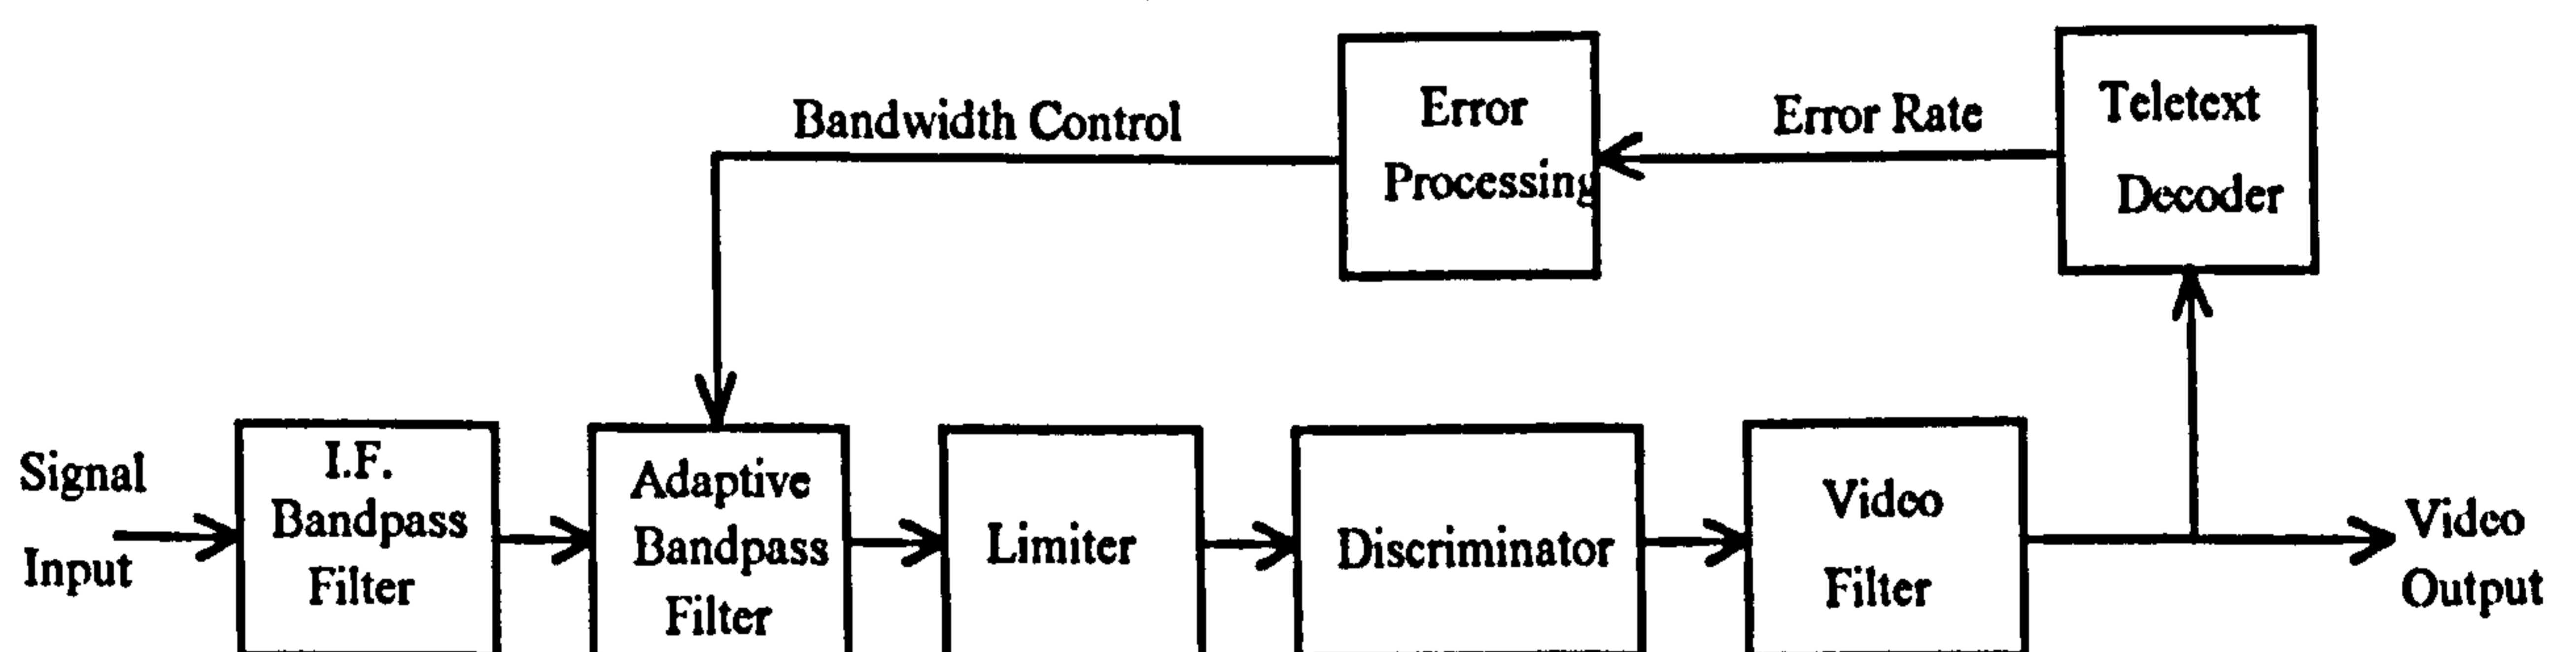 Error
Processing
Teletext
Decoder
Bandwidth Control
Error Rate
Signal
Input
I.F.
Bandpass
Filter
Adaptive
Bandpass
Filter
Limiter
Discriminator
Video
Filter
Video
Output